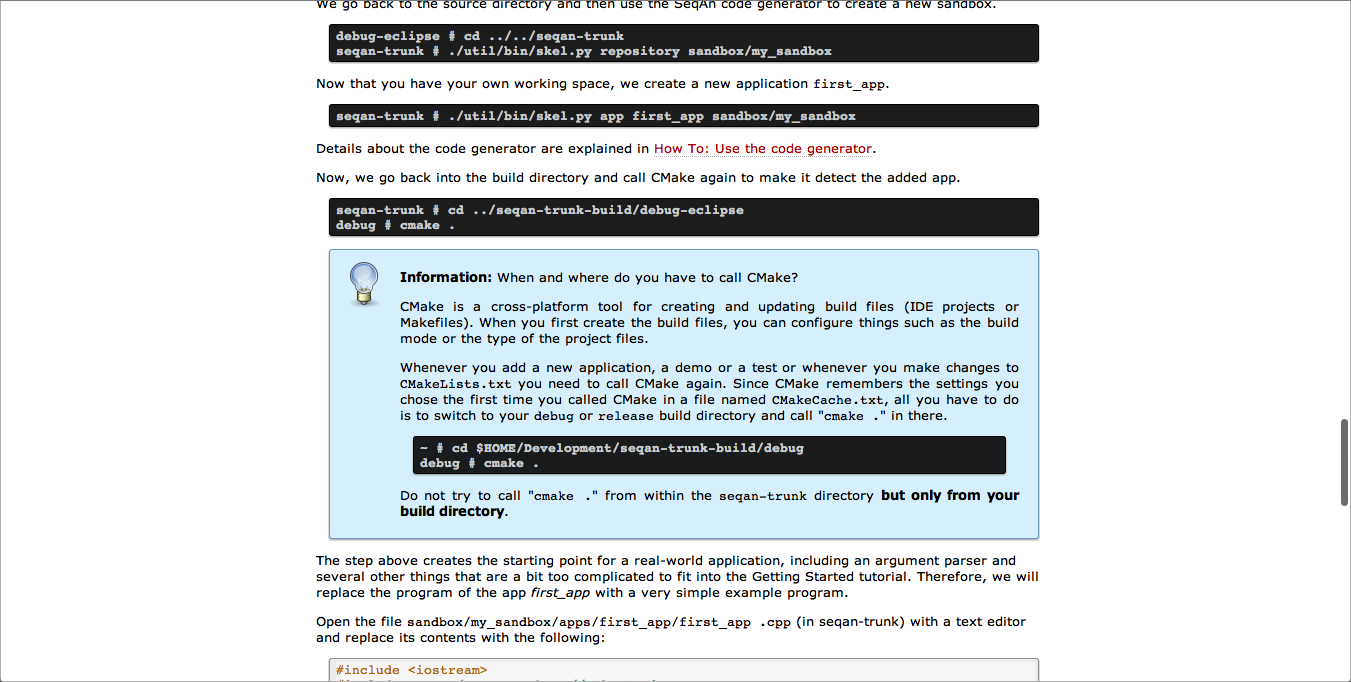 We go back to the source directory and then use the SeqAn code generator to create a new sandbox.
debug-eclipse # cd ../../seqan-trunk
seqan-trunk # ./util/bin/skel.py repository sandbox/my_sandbox
Now that you have your own working space, we create a new application first_app.
seqan-trunk # ./util/bin/skel.py app first_app sandbox/my_sandbox
Details about the code generator are explained in How To: Use the code generator.
Now, we go back into the build directory and call CMake again to make it detect the added app.
seqan-trunk # cd ../seqan-trunk-build/debug-eclipse
debug # cmake .
Information: When and where do you have to call CMake?
CMake is a cross-platform tool for creating and updating build files (IDE projects or
Makefiles). When you first create the build files, you can configure things such as the build
mode or the type of the project files.
Whenever you add a new application, a demo or a test or whenever you make changes to
CMakeLists.txt you need to call CMake again. Since CMake remembers the settings you
chose the first time you called CMake in a file named CMakeCache.txt, all you have to do
is to switch to your debug or release build directory and call "cmake ." in there.
~ # cd $HOME/Development/seqan-trunk-build/debug
debug # cmake .
Do not try to call "cmake ." from within the seqan-trunk directory but only from your
build directory.
The step above creates the starting point for a real-world application, including an argument parser and
several other things that are a bit too complicated to fit into the Getting Started tutorial. Therefore, we will
replace the program of the app first_app with a very simple example program.
Open the file sandbox/my_sandbox/apps/first_app/first_app .cpp (in seqan-trunk) with a text editor
and replace its contents with the following:
#include <iostream>